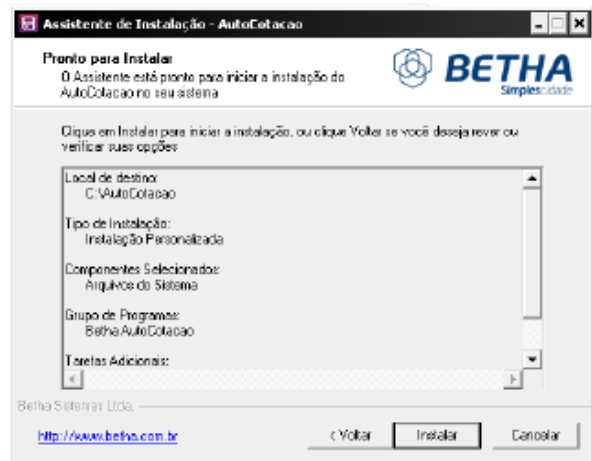 Assistente de Instalação - AutoCotacao
Pronto para Instalar
O Assistente está pronto para iniciar a instalação do
AutoCotacao no seu sistema
BETHA
Simplescidade
Clique em Instalar para iniciar a instalação, ou clique Voltar se você deseja rever ou
verificar suas opções
Local de destino:
C:\AutoCotacao
Tipo de Instalação:
Instalação Personalizada
Componentes Selecionados:
Arquivos do Sistema
Grupo de Programas:
Betha AutoCotacao
Tarefas Adicionais:
Betha Sistemas Ltda.
http://www.betha.com.br
< Voltar
Instalar
Cancelar